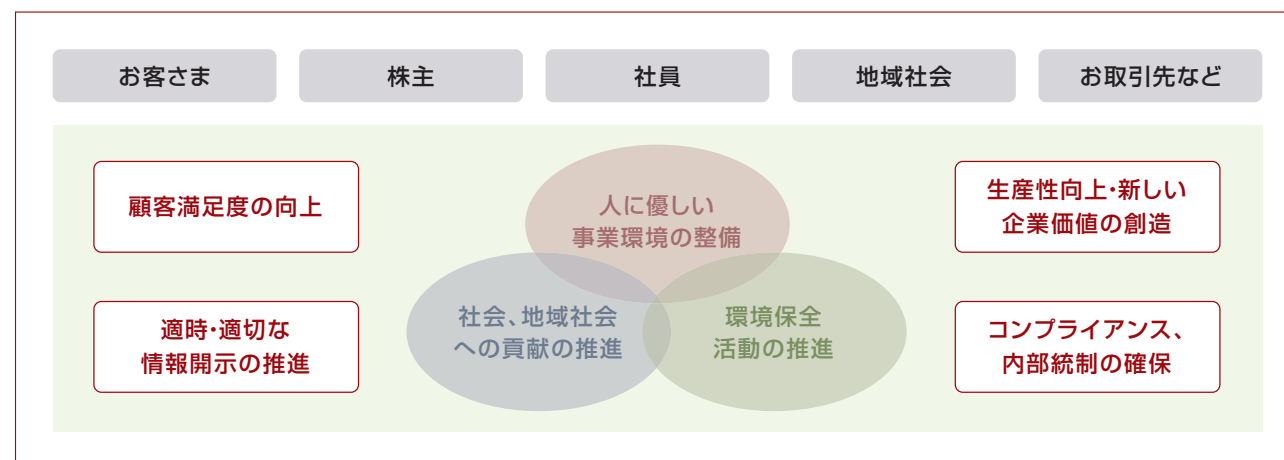 お客さま
株主
社員
地域社会
お取引先など
顧客満足度の向上
人に優しい
事業環境の整備
生産性向上・新しい
企業価値の創造
適時・適切な
情報開示の推進
社会、地域社会
への貢献の推進
環境保全
活動の推進
コンプライアンス、
内部統制の確保